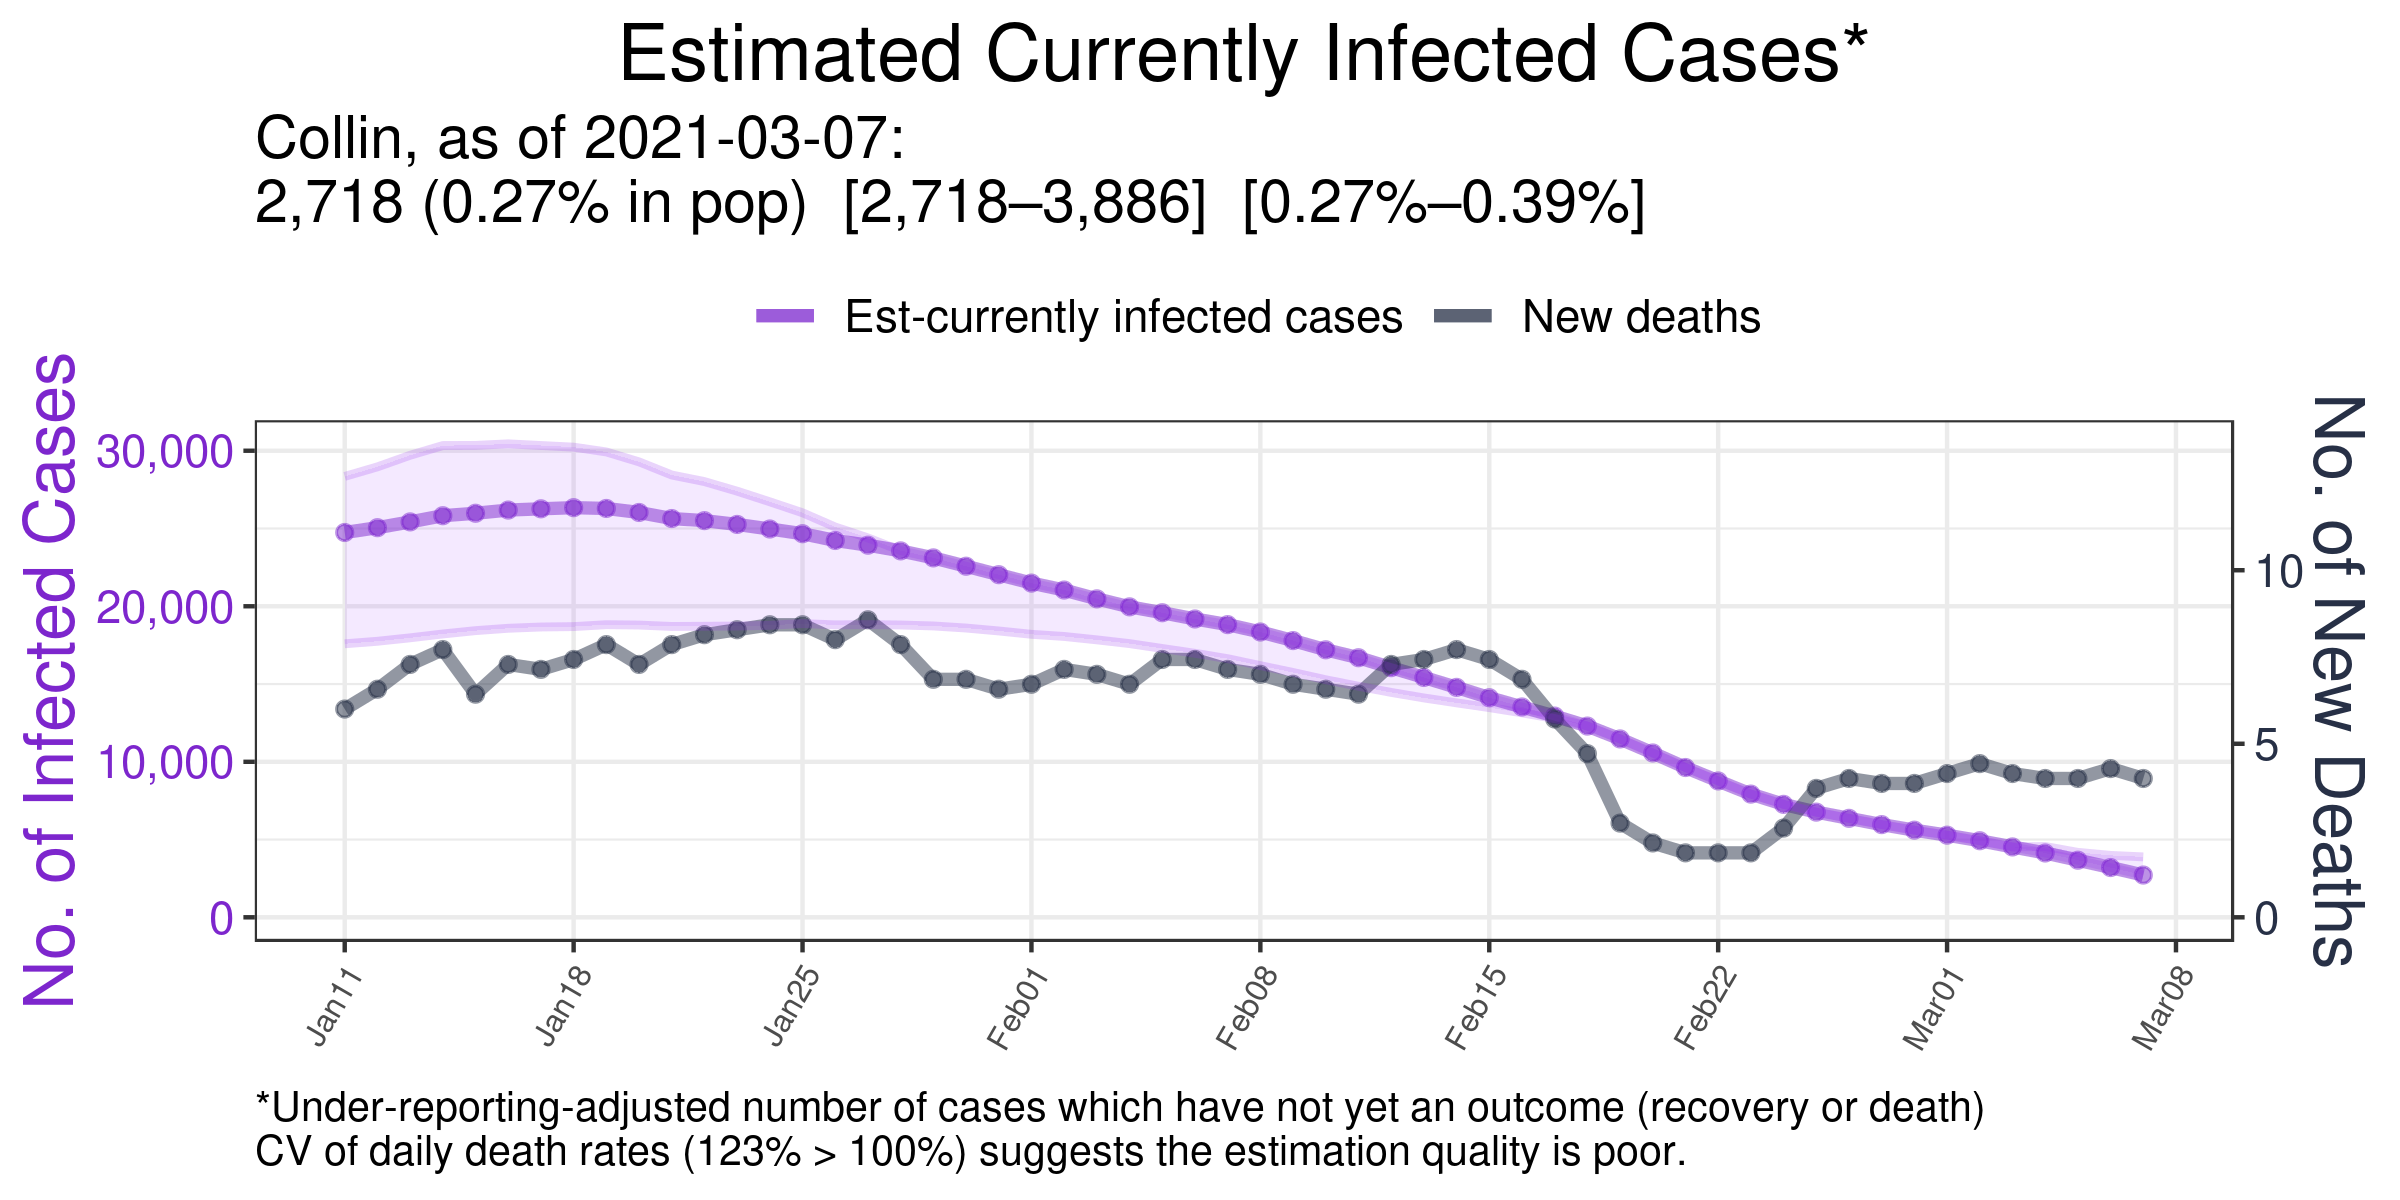 Estimated Currently Infected Cases*
Collin, as of 2021-03-07:
2,718 (0.27% in pop) [2,718–3,886] [0.27%–0.39%]
Est-currently infected cases
New deaths
No. of Infected Cases
30,000
20,000
10,000
0
10
5
0
No. of New Deaths
Jan11
Jan18
Jan25
Feb01
Feb08
Feb15
Feb22
Mar01
Mar08
*Under-reporting-adjusted number of cases which have not yet an outcome (recovery or death)
CV of daily death rates (123% > 100%) suggests the estimation quality is poor.